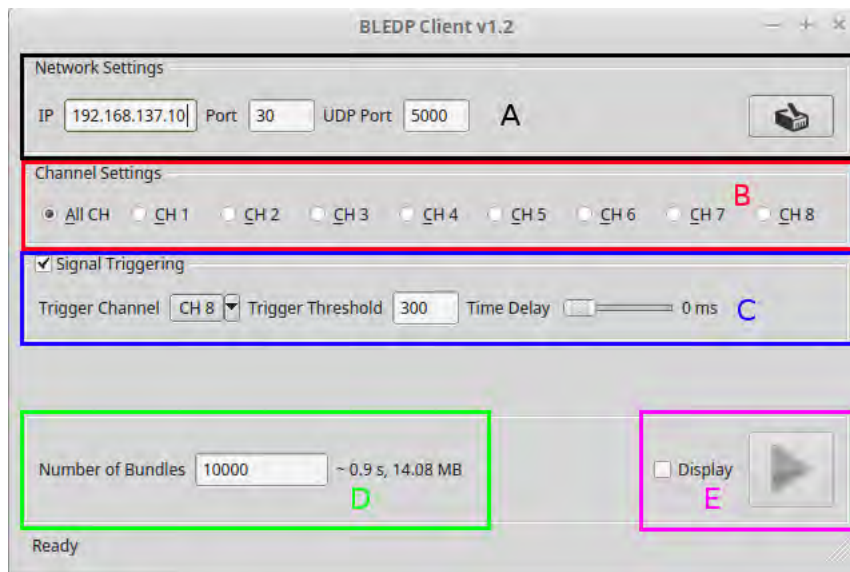 BLEDP Client v1.2
Network Settings
IP 192.168.137.10 Port 30 UDP Port 5000 A
Channel Settings
B
All CH CH 1 CH 2 CH 3 CH 4 CH 5 CH 6 CH 7 CH 8
Signal Triggering
Trigger Channel CH 8 Trigger Threshold 300 Time Delay 0 ms C
Number of Bundles 10000 ~ 0.9 s, 14.08 MB Display
D E
Ready